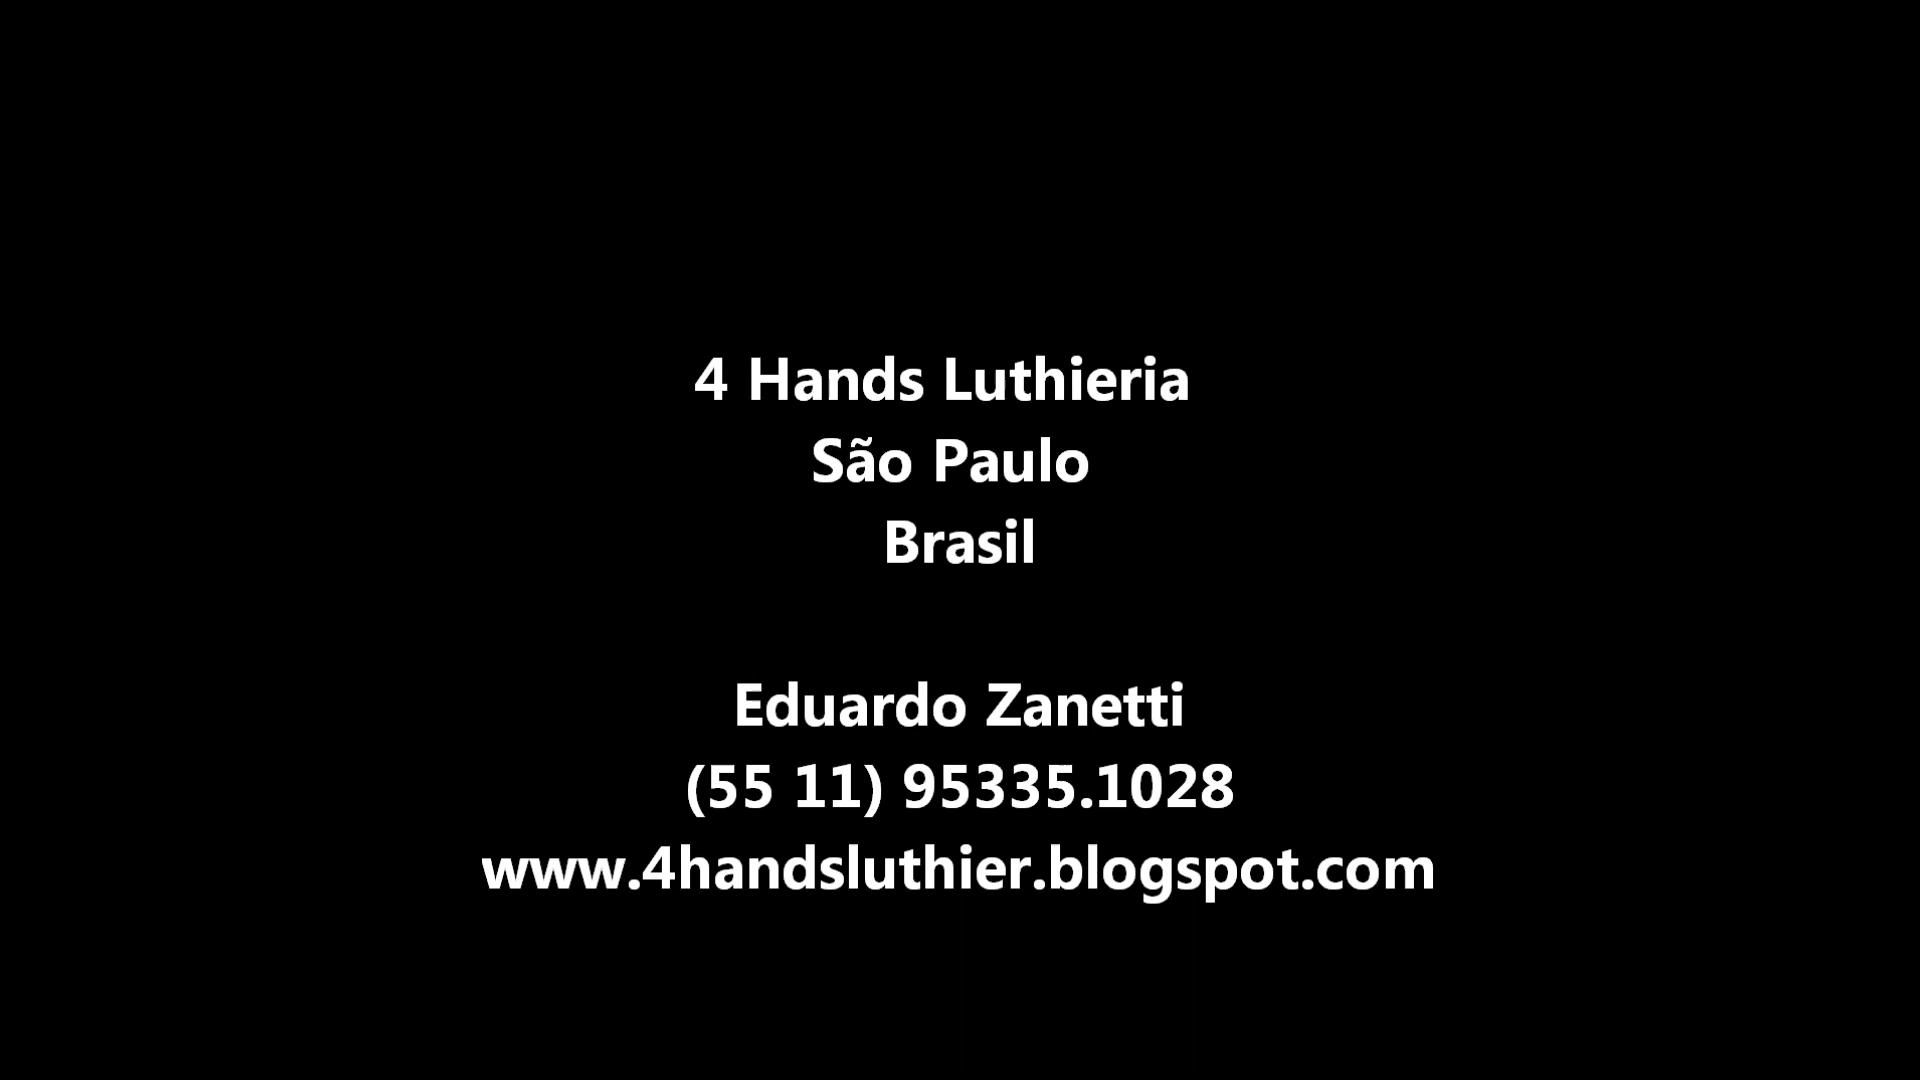 4 Hands Luthieria
São Paulo
Brasil
Eduardo Zanetti
(55 11) 95335.1028
www.4handsluthier.blogspot.com